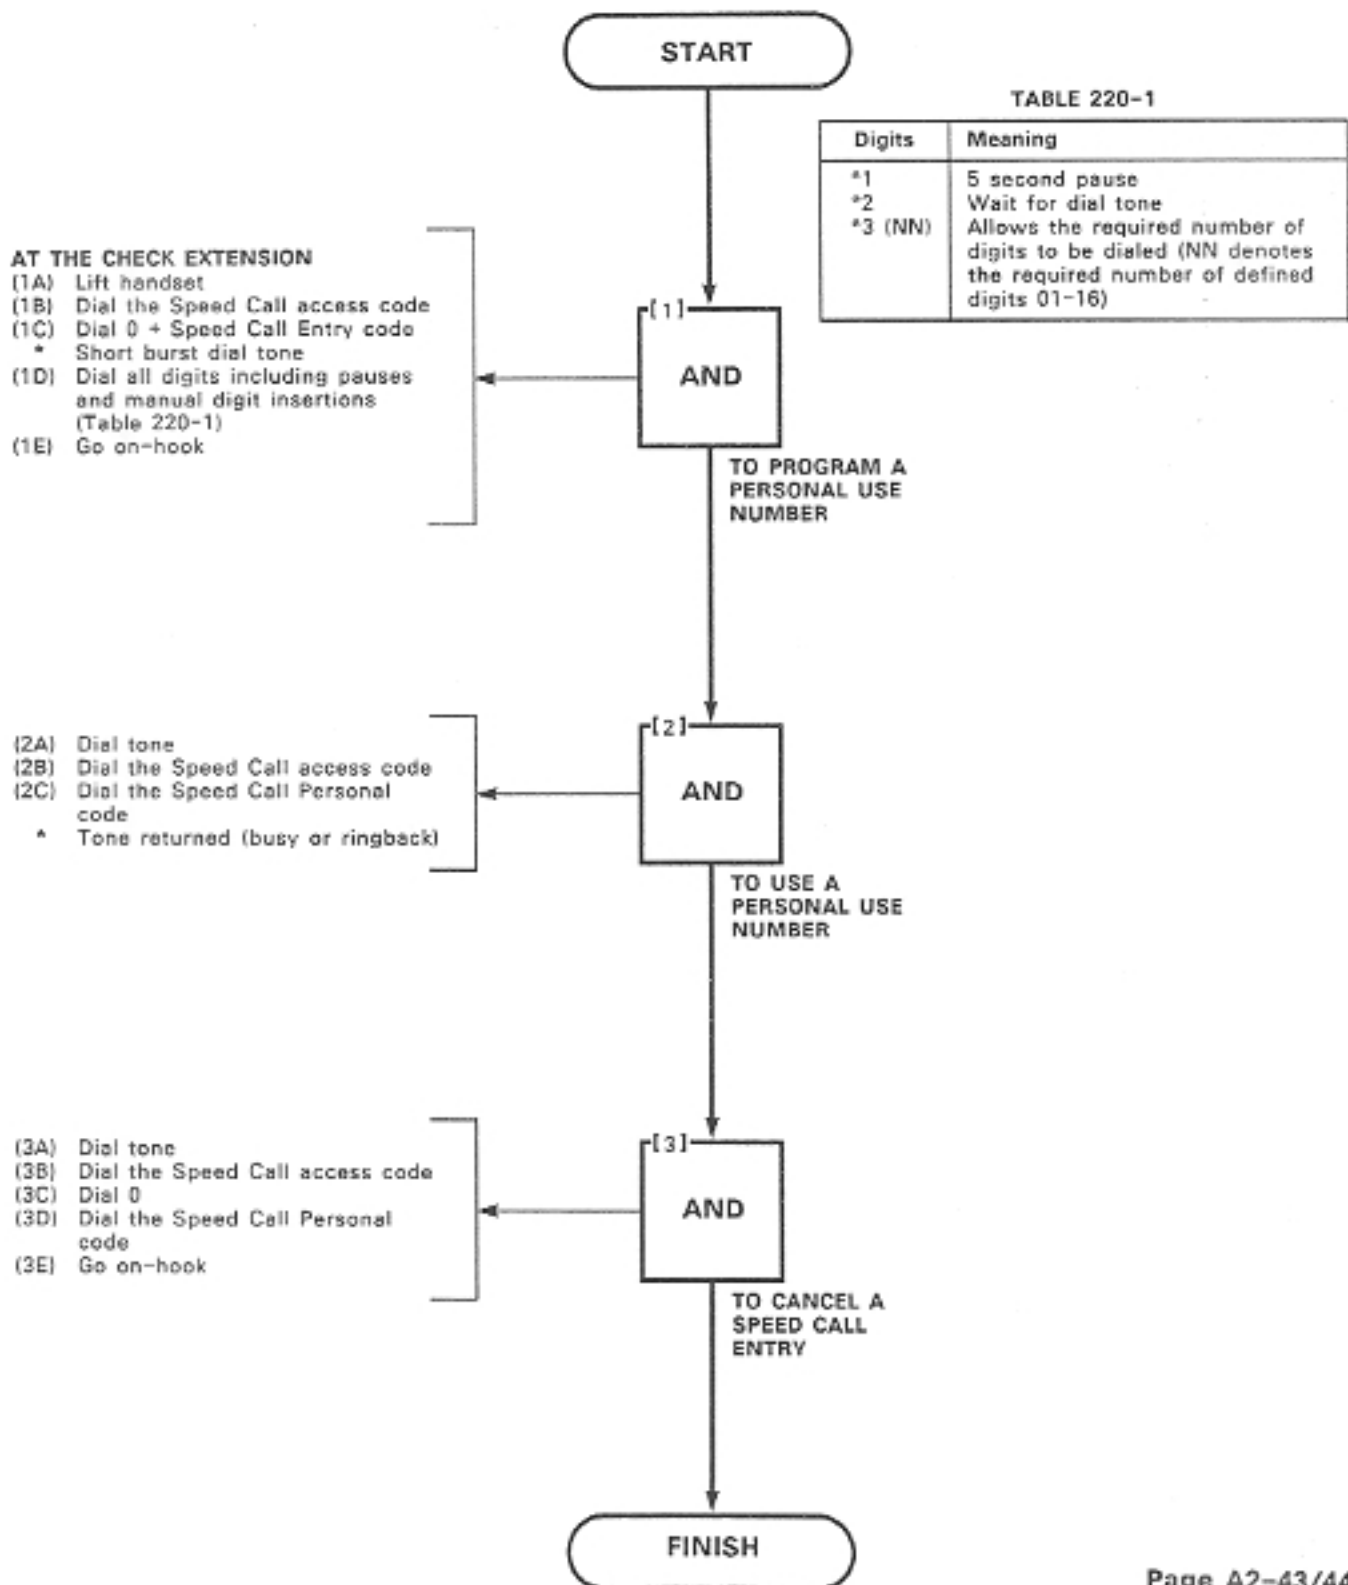 START
TABLE 220-1
Digits Meaning
*1 5 second pause
*2 Wait for dial tone
*3 (NN) Allows the required number of
digits to be dialed (NN denotes
the required number of defined
digits 01-16)
AT THE CHECK EXTENSION
(1A) Lift handset
(1B) Dial the Speed Call access code
(1C) Dial 0 + Speed Call Entry code
* Short burst dial tone
(1D) Dial all digits including pauses
and manual digit insertions
(Table 220-1)
(1E) Go on-hook
[1]
AND
TO PROGRAM A
PERSONAL USE
NUMBER
(2A) Dial tone
(2B) Dial the Speed Call access code
(2C) Dial the Speed Call Personal
code
* Tone returned (busy or ringback)
[2]
AND
TO USE A
PERSONAL USE
NUMBER
(3A) Dial tone
(3B) Dial the Speed Call access code
(3C) Dial 0
(3D) Dial the Speed Call Personal
code
(3E) Go on-hook
[3]
AND
TO CANCEL A
SPEED CALL
ENTRY
FINISH
Page A2-43/44